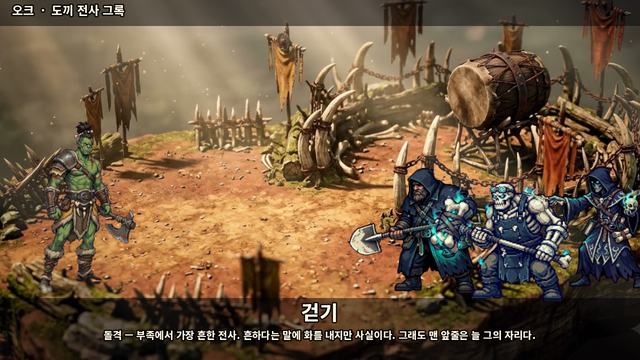 오크 · 도끼 전사 그록
걷기
돌격 — 부족에서 가장 흔한 전사. 흔하다는 말에 화를 내지만 사실이다. 그래도 맨 앞줄은 늘 그의 자리다.